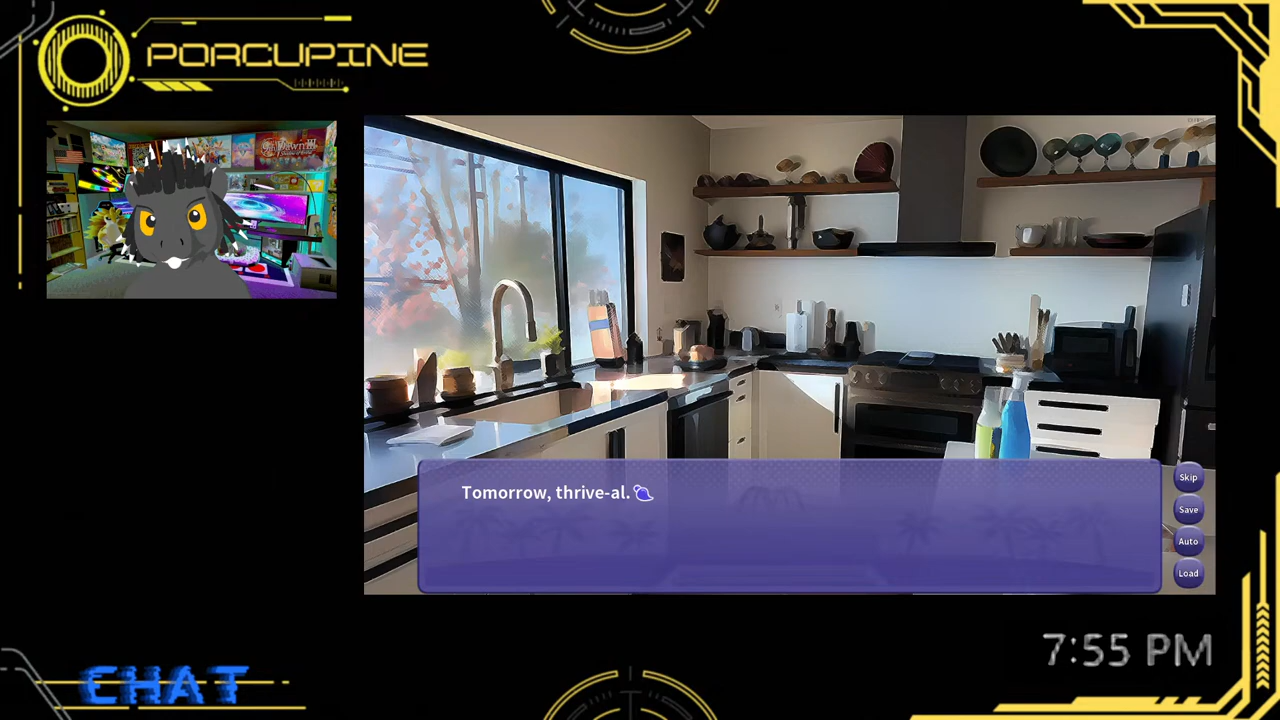 PORCUPINE
Tomorrow, thrive-al.
Skip
Save
Auto
Load
7:55 PM
CHAT